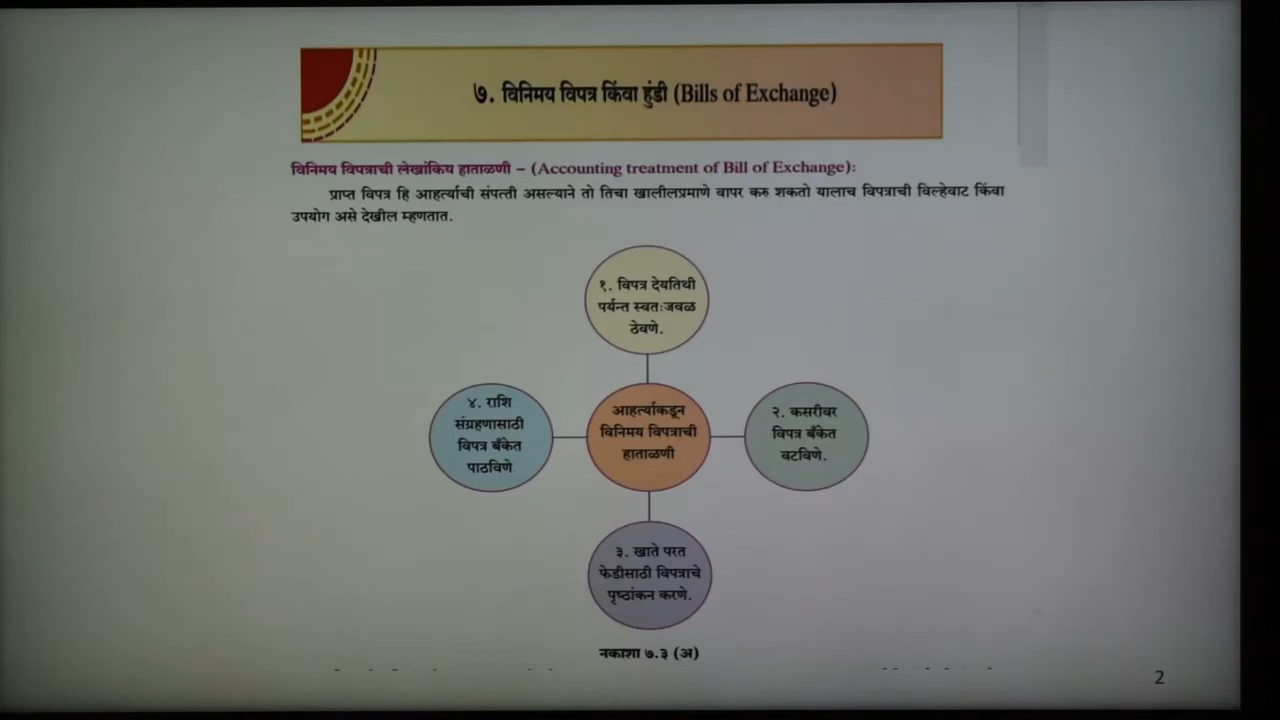 ७. विनिमय विपत्र किंवा हुंडी (Bills of Exchange)
विनिमय विपत्राची लेखांकिय हाताळणी – (Accounting treatment of Bill of Exchange):
प्राप्त विपत्र हि आहर्त्याची संपत्ती असल्याने तो तिचा खालीलप्रमाणे वापर करु शकतो यालाच विपत्राची विल्हेवाट किंवा
उपयोग असे देखील म्हणतात.
१. विपत्र देयतिथी
पर्यन्त स्वतःजवळ
ठेवणे.
४. राशि
संग्रहणासाठी
विपत्र बँकेत
पाठविणे
आहर्त्याकडून
विनिमय विपत्राची
हाताळणी
२. कसरीवर
विपत्र बँकेत
वटविणे.
३. खाते परत
फेडीसाठी विपत्राचे
पृष्ठांकन करणे.
नकाशा ७.३ (अ)
2